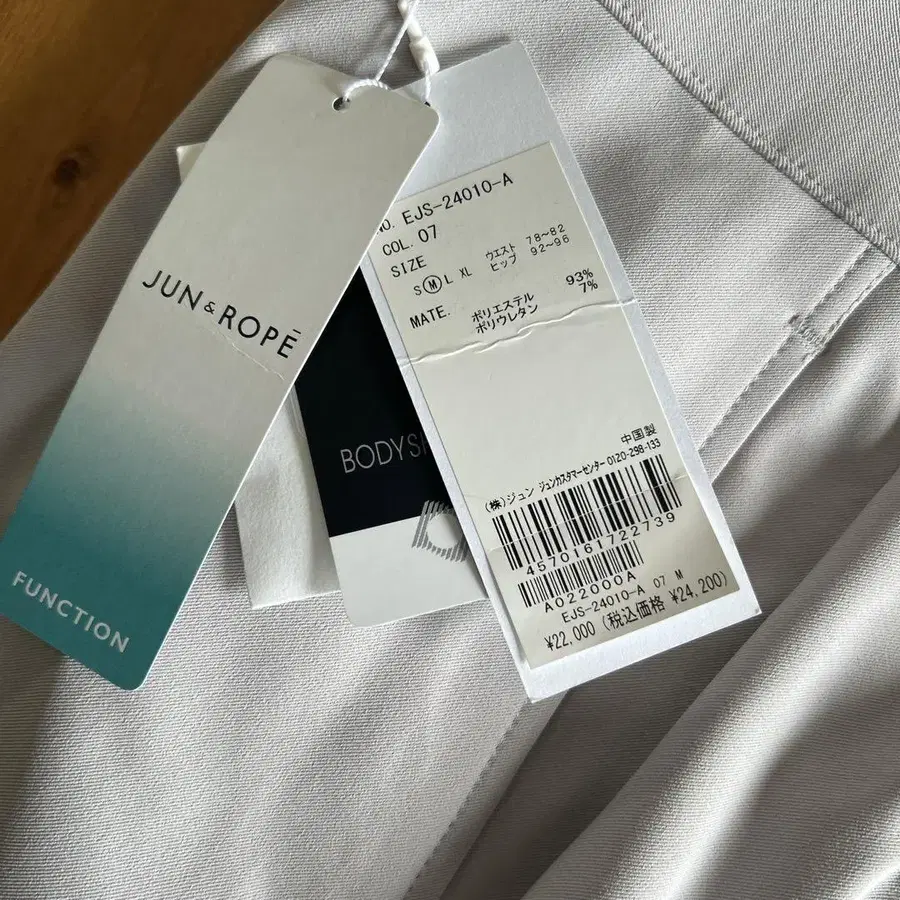 JUN&ROPÉ
FUNCTION
BODYS
NO. EJS-24010-A
COL. 07
SIZE
S M L XL ウエスト 78~82
ヒップ 92~96
MATE. ポリエステル 93%
ポリウレタン 7%
中国製
(株)ジュン ジュンカスタマーセンター 0120-298-133
4570161722739
A022000A
EJS-24010-A 07 M
¥22,000 (税込価格 ¥24,200)